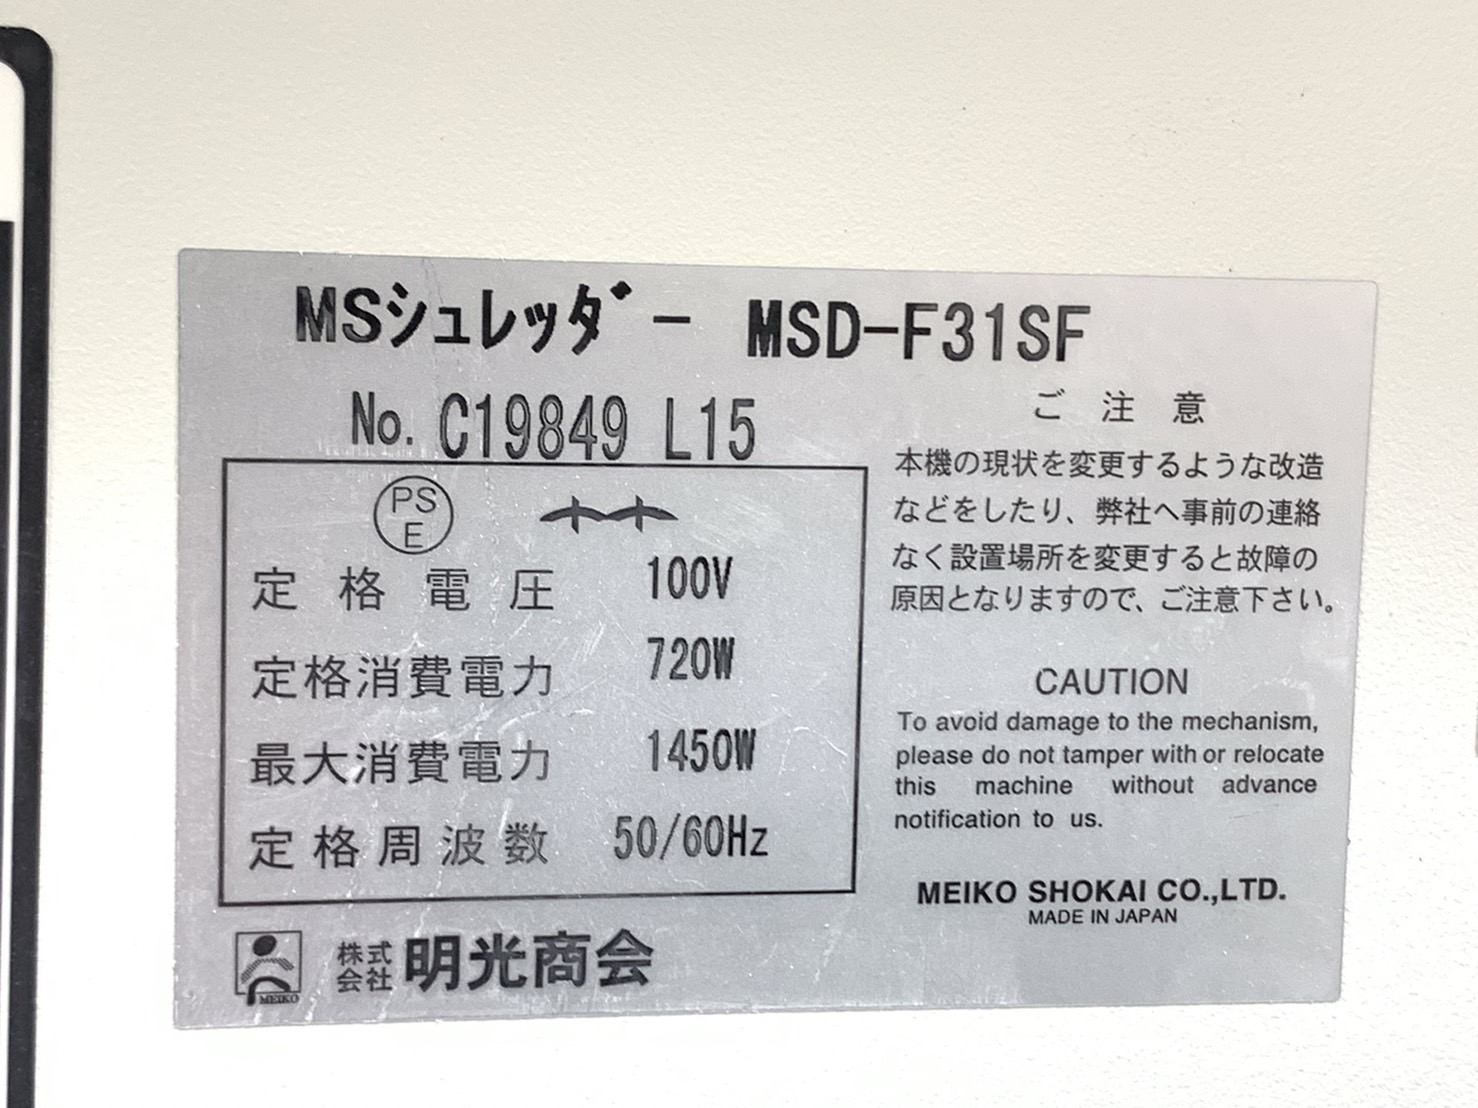 MSシュレッダー MSD-F31SF
No. C19849 L15
PS
E
定格電圧 100V
定格消費電力 720W
最大消費電力 1450W
定格周波数 50/60Hz
MEIKO
株式会社 明光商会
ご注意
本機の現状を変更するような改造
などをしたり、弊社へ事前の連絡
なく設置場所を変更すると故障の
原因となりますので、ご注意下さい。
CAUTION
To avoid damage to the mechanism,
please do not tamper with or relocate
this machine without advance
notification to us.
MEIKO SHOKAI CO.,LTD.
MADE IN JAPAN